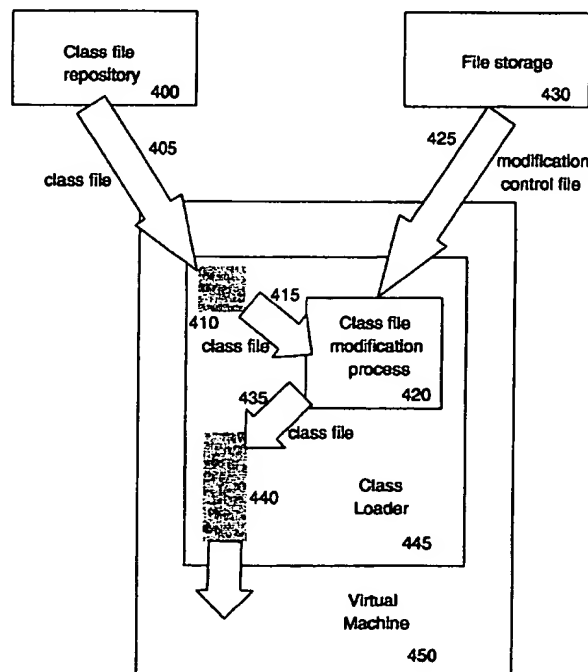 Class file
repository
400
File storage
430
405
425
class file
modification
control file
415
410
class file
Class file
modification
process
420
435
class file
440
Class
Loader
445
Virtual
Machine
450